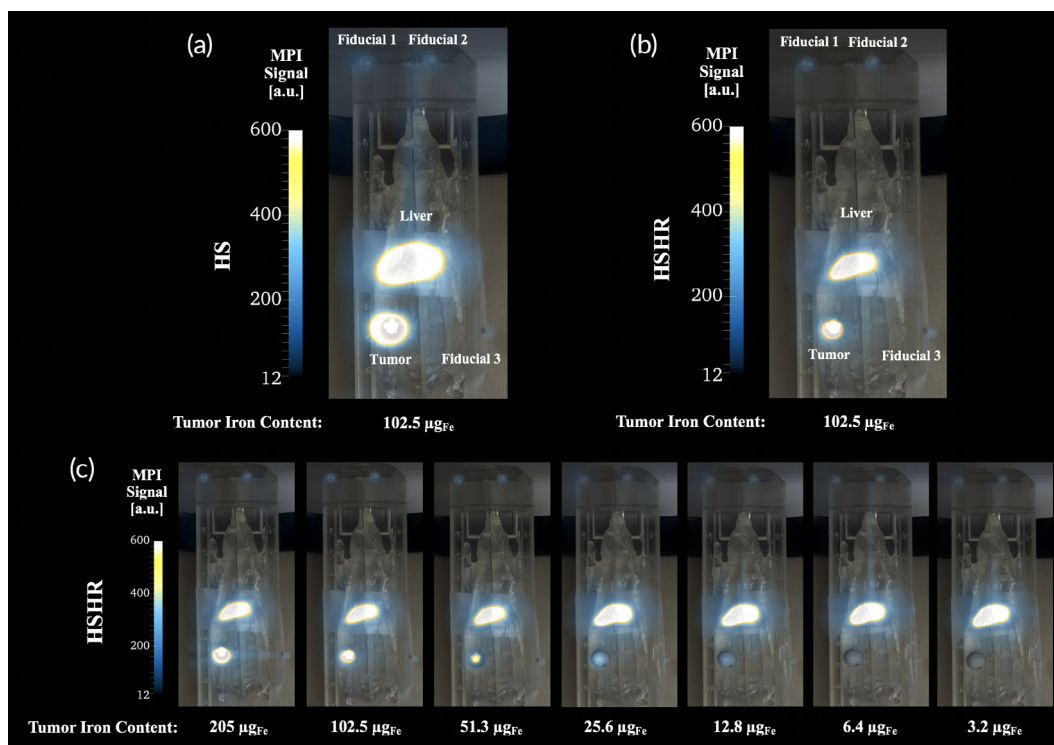 (a)
Fiducial 1 Fiducial 2
MPI
Signal
[a.u.]
600
400
200
12
HS
Liver
Tumor
Fiducial 3
Tumor Iron Content: 102.5 µgFe
(b)
Fiducial 1 Fiducial 2
MPI
Signal
[a.u.]
600
400
200
12
HSHR
Liver
Tumor
Fiducial 3
Tumor Iron Content: 102.5 µgFe
(c)
MPI
Signal
[a.u.]
600
400
200
12
HSHR
Tumor Iron Content: 205 µgFe 102.5 µgFe 51.3 µgFe 25.6 µgFe 12.8 µgFe 6.4 µgFe 3.2 µgFe